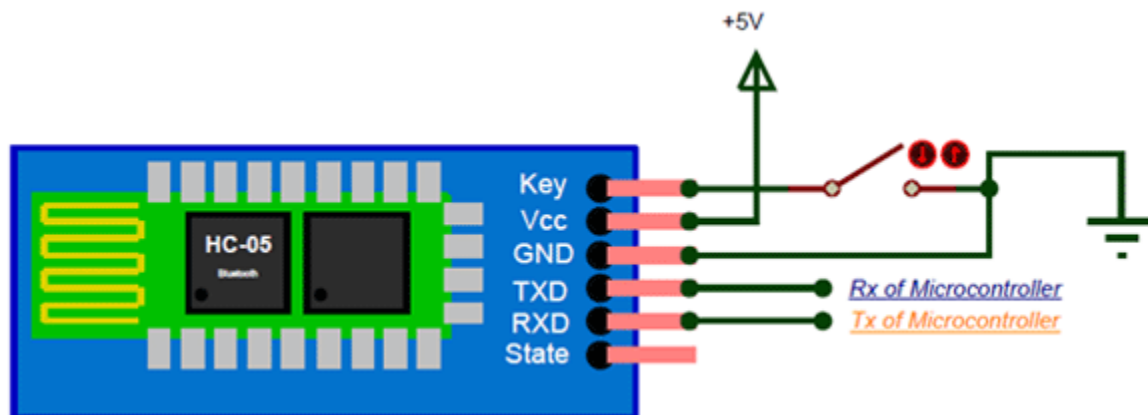 +5V
Key
Vcc
GND
TXD
RXD
State
HC-05
Bluetooth
Rx of Microcontroller
Tx of Microcontroller